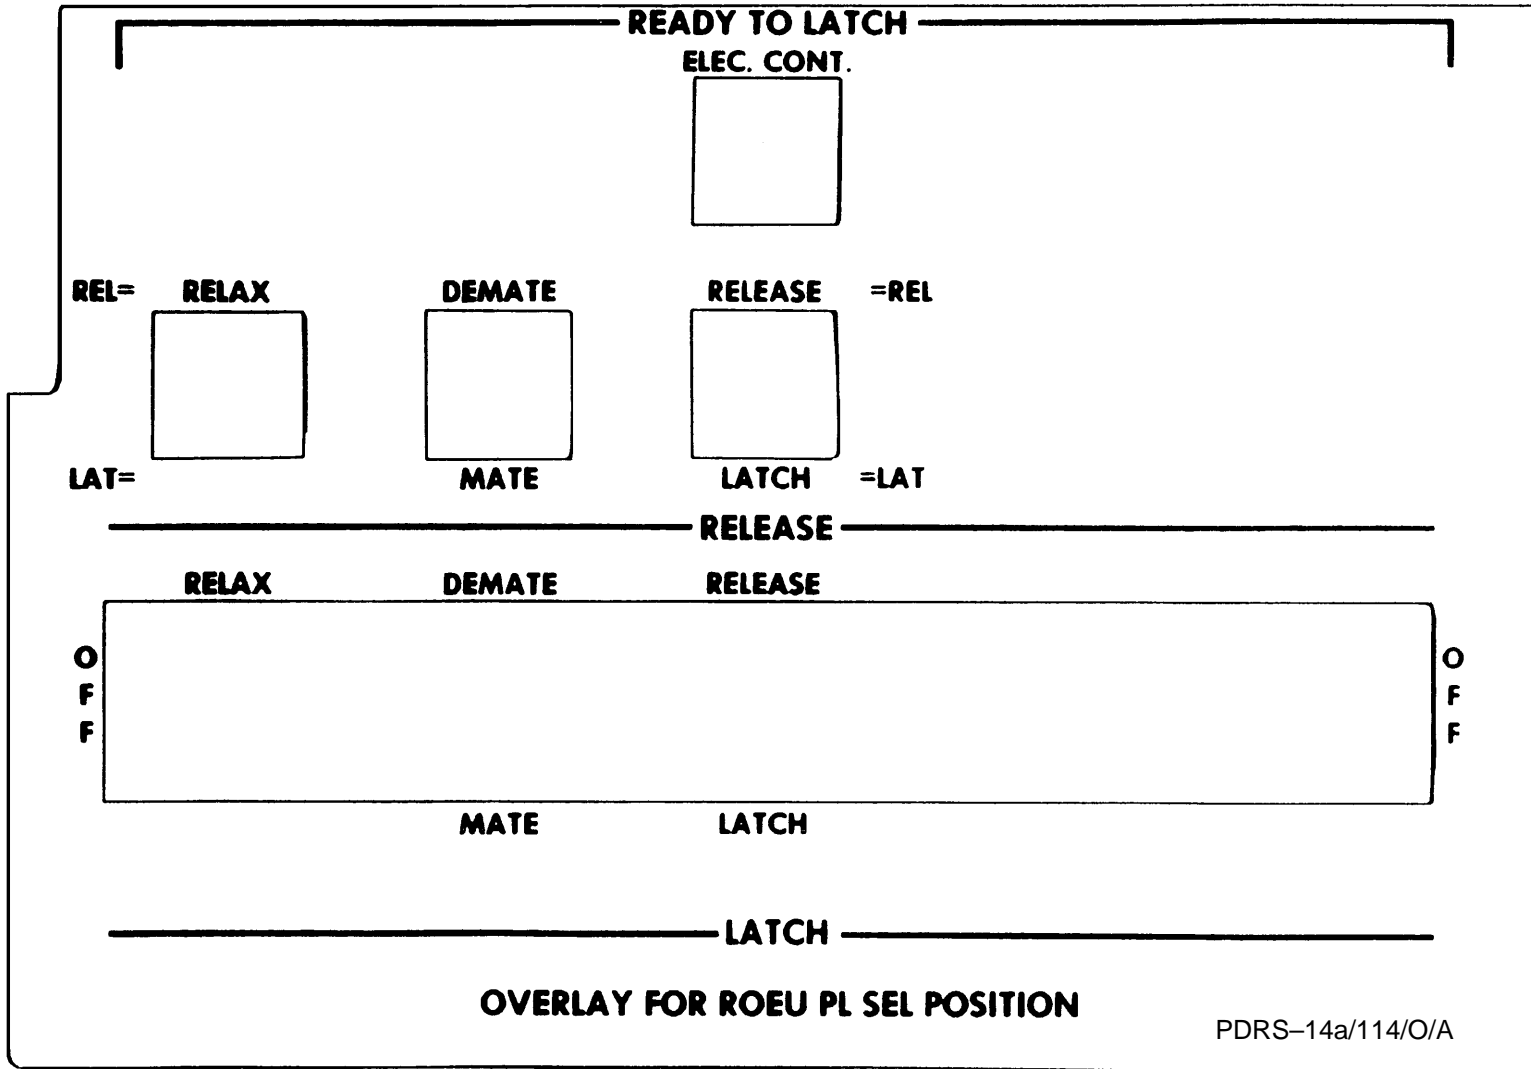 READY TO LATCH
ELEC. CONT.
REL= RELAX DEMATE RELEASE =REL
LAT= MATE LATCH =LAT
RELEASE
RELAX DEMATE RELEASE
O O
F F
F F
MATE LATCH
LATCH
OVERLAY FOR ROEU PL SEL POSITION
PDRS–14a/114/O/A